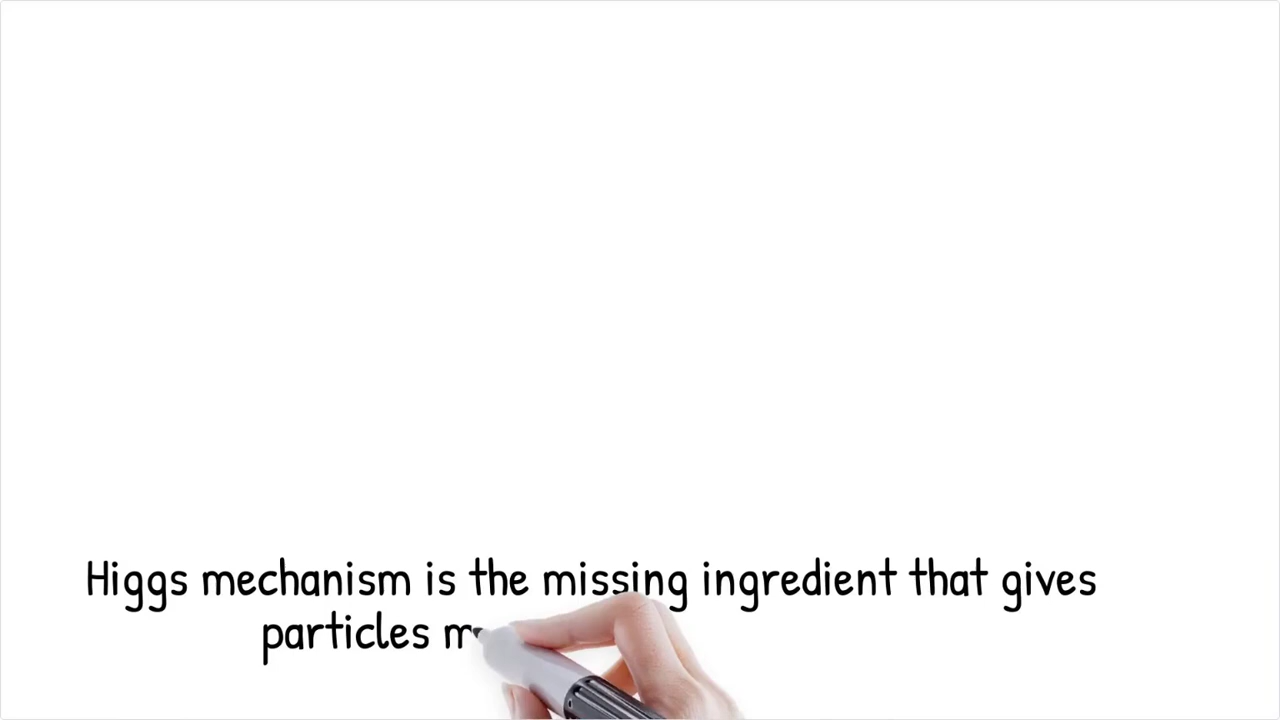 Higgs mechanism is the missing ingredient that gives
particles m